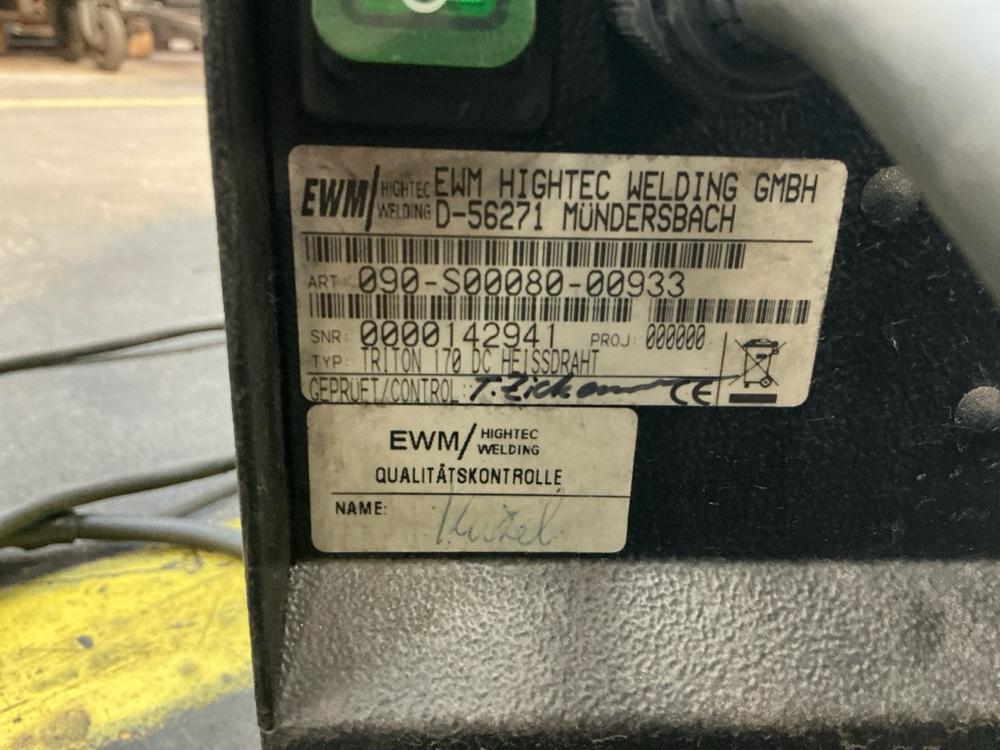 EWM/ HIGHTEC WELDING EWM HIGHTEC WELDING GMBH
D-56271 MÜNDERSBACH
ART: 090-S00080-00933
SNR: 0000142941 PROJ: 000000
TYP: TRITON 170 DC HEISSDRAHT
GEPRÜFT/CONTROL: CE
EWM/ HIGHTEC WELDING
QUALITÄTSKONTROLLE
NAME: